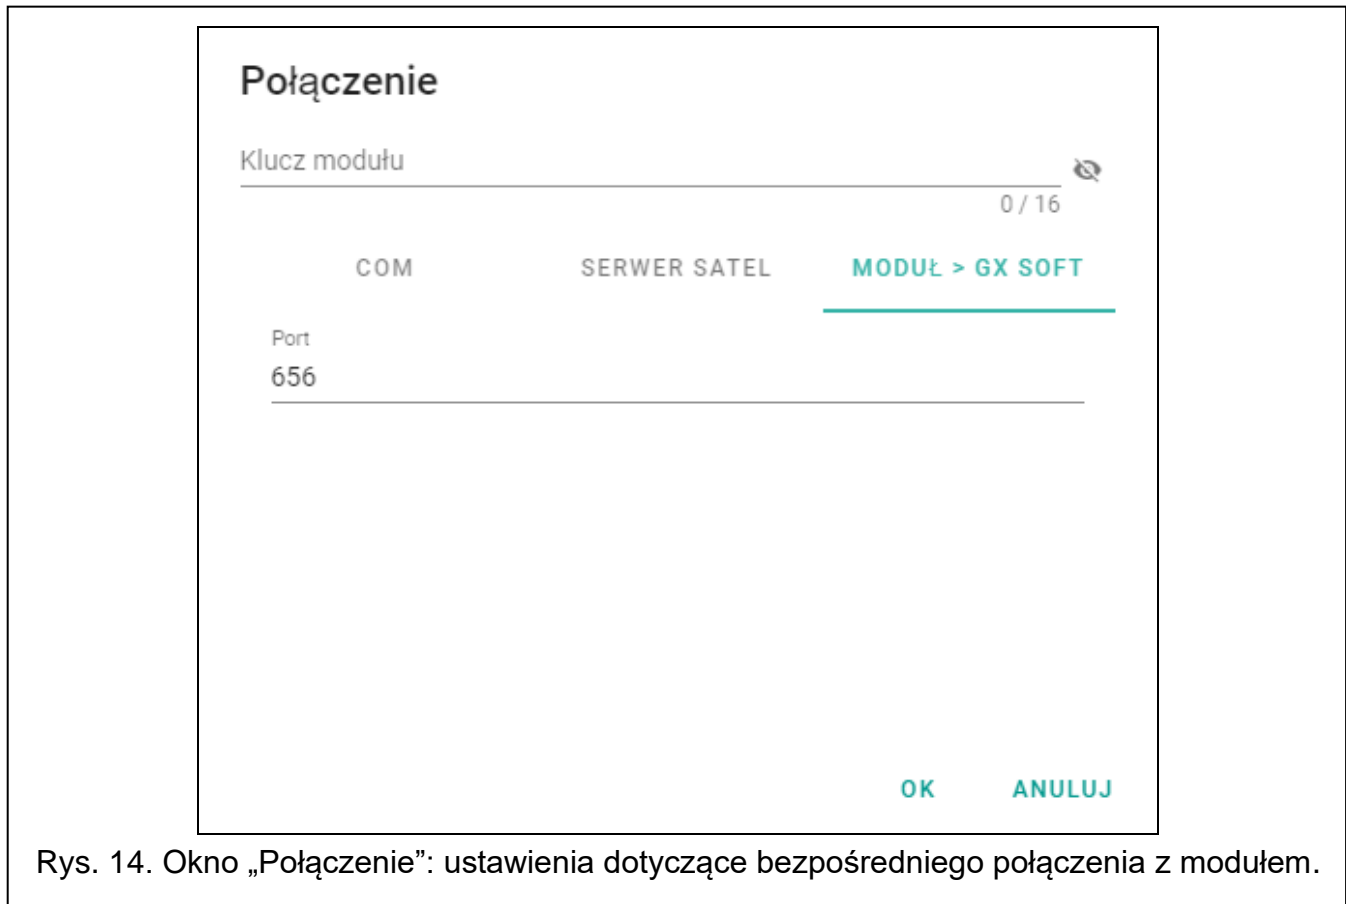 Połączenie
Klucz modułu
0 / 16
COM SERWER SATEL MODUŁ > GX SOFT
Port
656
OK ANULUJ
Rys. 14. Okno „Połączenie”: ustawienia dotyczące bezpośredniego połączenia z modułem.